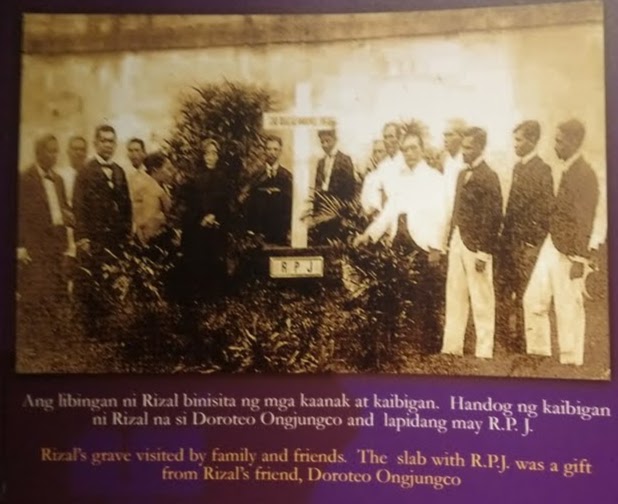 R P J
Ang libingan ni Rizal binisita ng mga kaanak at kaibigan. Handog ng kaibigan
ni Rizal na si Doroteo Ongjungco and lapidang may R.P. J.
Rizal's grave visited by family and friends. The slab with R.P.J. was a gift
from Rizal's friend, Doroteo Ongjungco